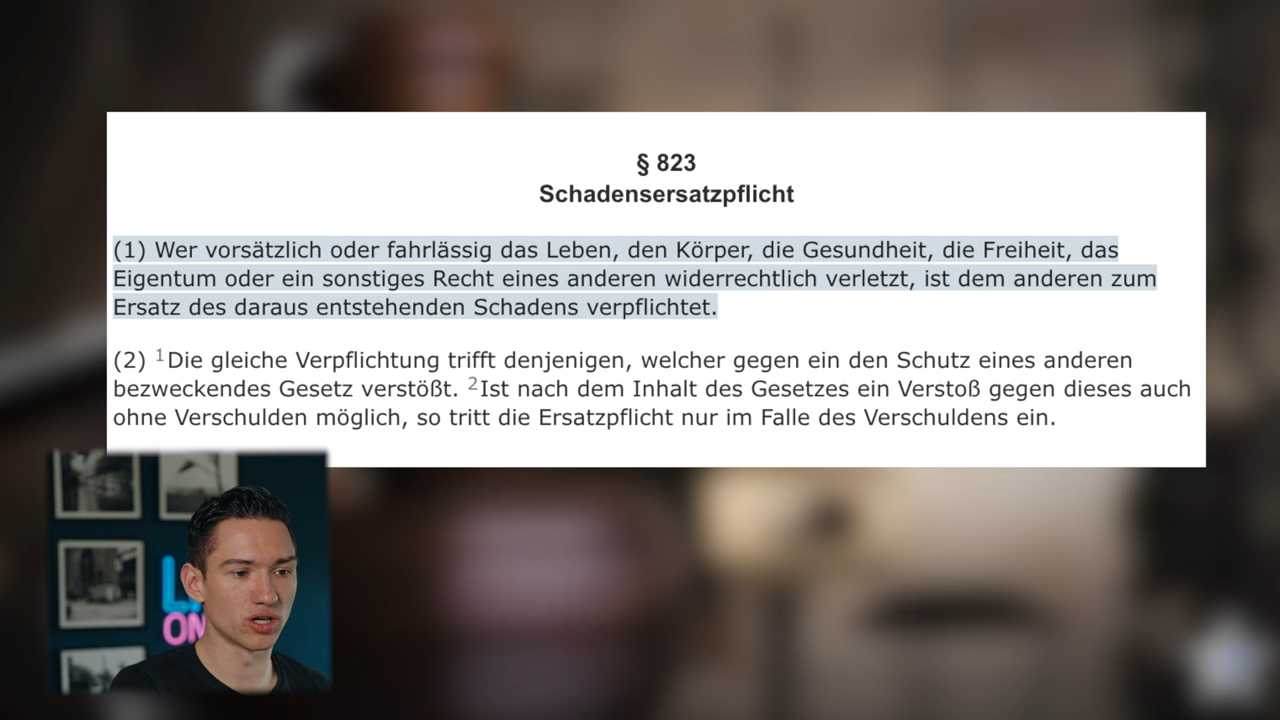 § 823
Schadensersatzpflicht
(1) Wer vorsätzlich oder fahrlässig das Leben, den Körper, die Gesundheit, die Freiheit, das
Eigentum oder ein sonstiges Recht eines anderen widerrechtlich verletzt, ist dem anderen zum
Ersatz des daraus entstehenden Schadens verpflichtet.
(2) ¹Die gleiche Verpflichtung trifft denjenigen, welcher gegen ein den Schutz eines anderen
bezweckendes Gesetz verstößt. ²Ist nach dem Inhalt des Gesetzes ein Verstoß gegen dieses auch
ohne Verschulden möglich, so tritt die Ersatzpflicht nur im Falle des Verschuldens ein.